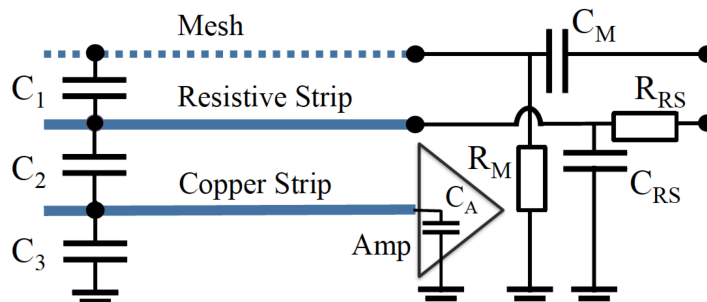 Mesh
C_M
C_1
Resistive Strip
R_RS
C_2
Copper Strip
R_M
C_RS
C_A
C_3
Amp